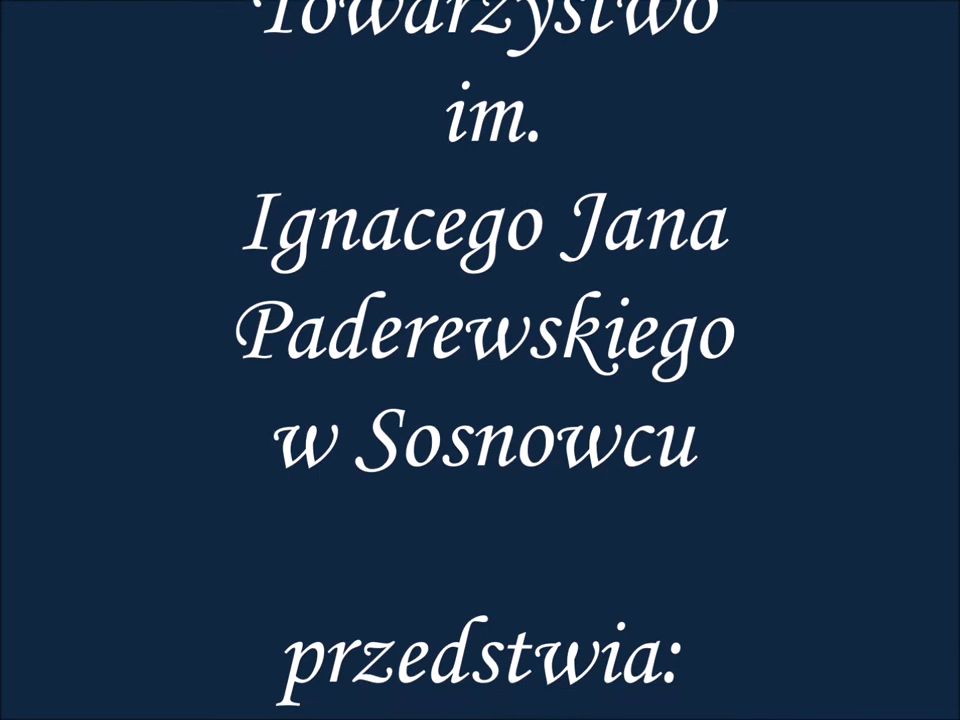 Towarzystwo
im.
Ignacego Jana
Paderewskiego
w Sosnowcu
przedstwia: